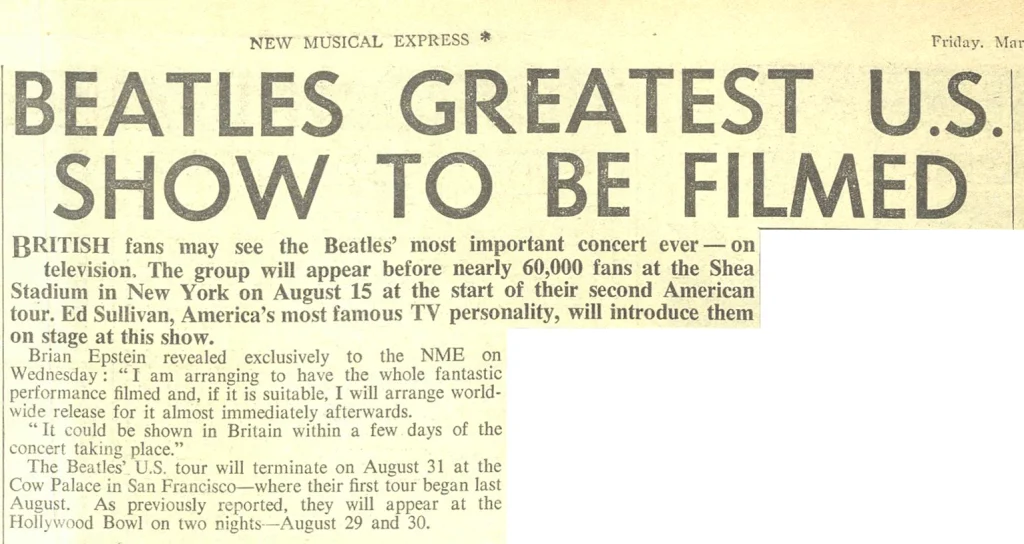 NEW MUSICAL EXPRESS *
Friday, Mar
BEATLES GREATEST U.S.
SHOW TO BE FILMED
BRITISH fans may see the Beatles' most important concert ever — on
television. The group will appear before nearly 60,000 fans at the Shea
Stadium in New York on August 15 at the start of their second American
tour. Ed Sullivan, America's most famous TV personality, will introduce them
on stage at this show.
Brian Epstein revealed exclusively to the NME on
Wednesday: "I am arranging to have the whole fantastic
performance filmed and, if it is suitable, I will arrange world-
wide release for it almost immediately afterwards.
"It could be shown in Britain within a few days of the
concert taking place."
The Beatles' U.S. tour will terminate on August 31 at the
Cow Palace in San Francisco—where their first tour began last
August. As previously reported, they will appear at the
Hollywood Bowl on two nights—August 29 and 30.